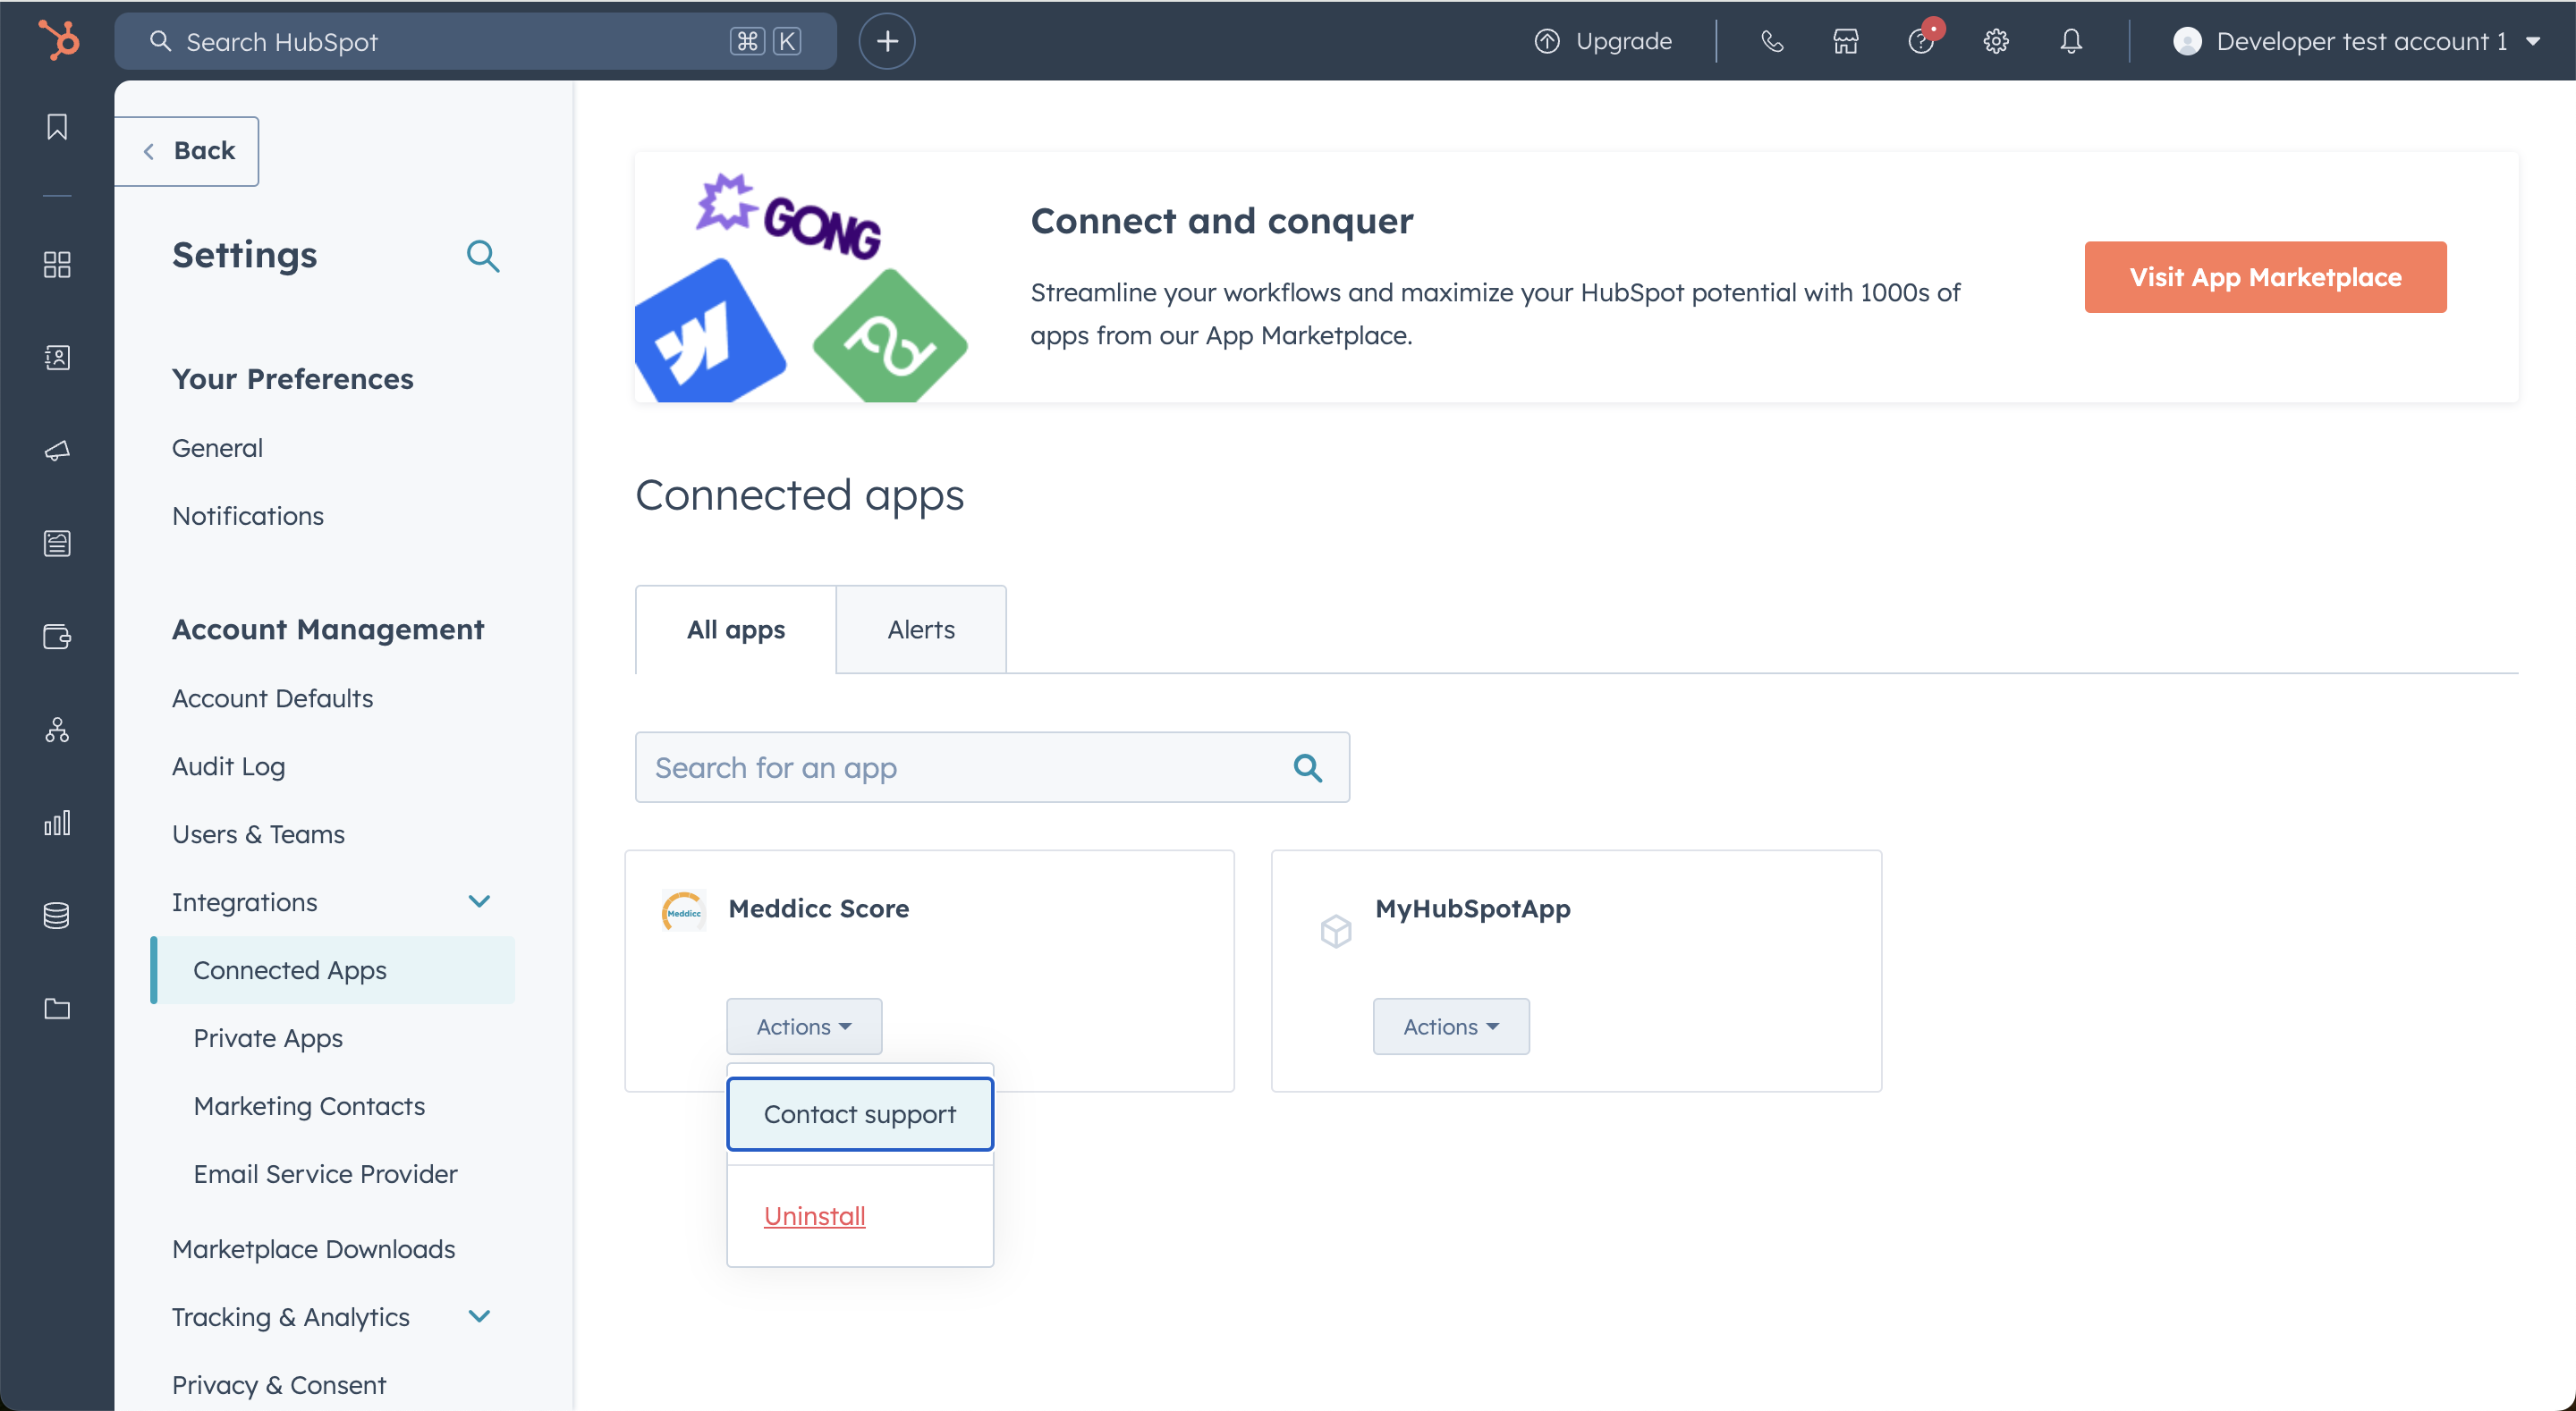 Search HubSpot
⌘ K
Upgrade
Developer test account 1
Back
Settings
Your Preferences
General
Notifications
Account Management
Account Defaults
Audit Log
Users & Teams
Integrations
Connected Apps
Private Apps
Marketing Contacts
Email Service Provider
Marketplace Downloads
Tracking & Analytics
Privacy & Consent
GONG
Connect and conquer
Streamline your workflows and maximize your HubSpot potential with 1000s of
apps from our App Marketplace.
Visit App Marketplace
Connected apps
All apps
Alerts
Search for an app
Meddicc
Meddicc Score
Actions
Contact support
Uninstall
MyHubSpotApp
Actions